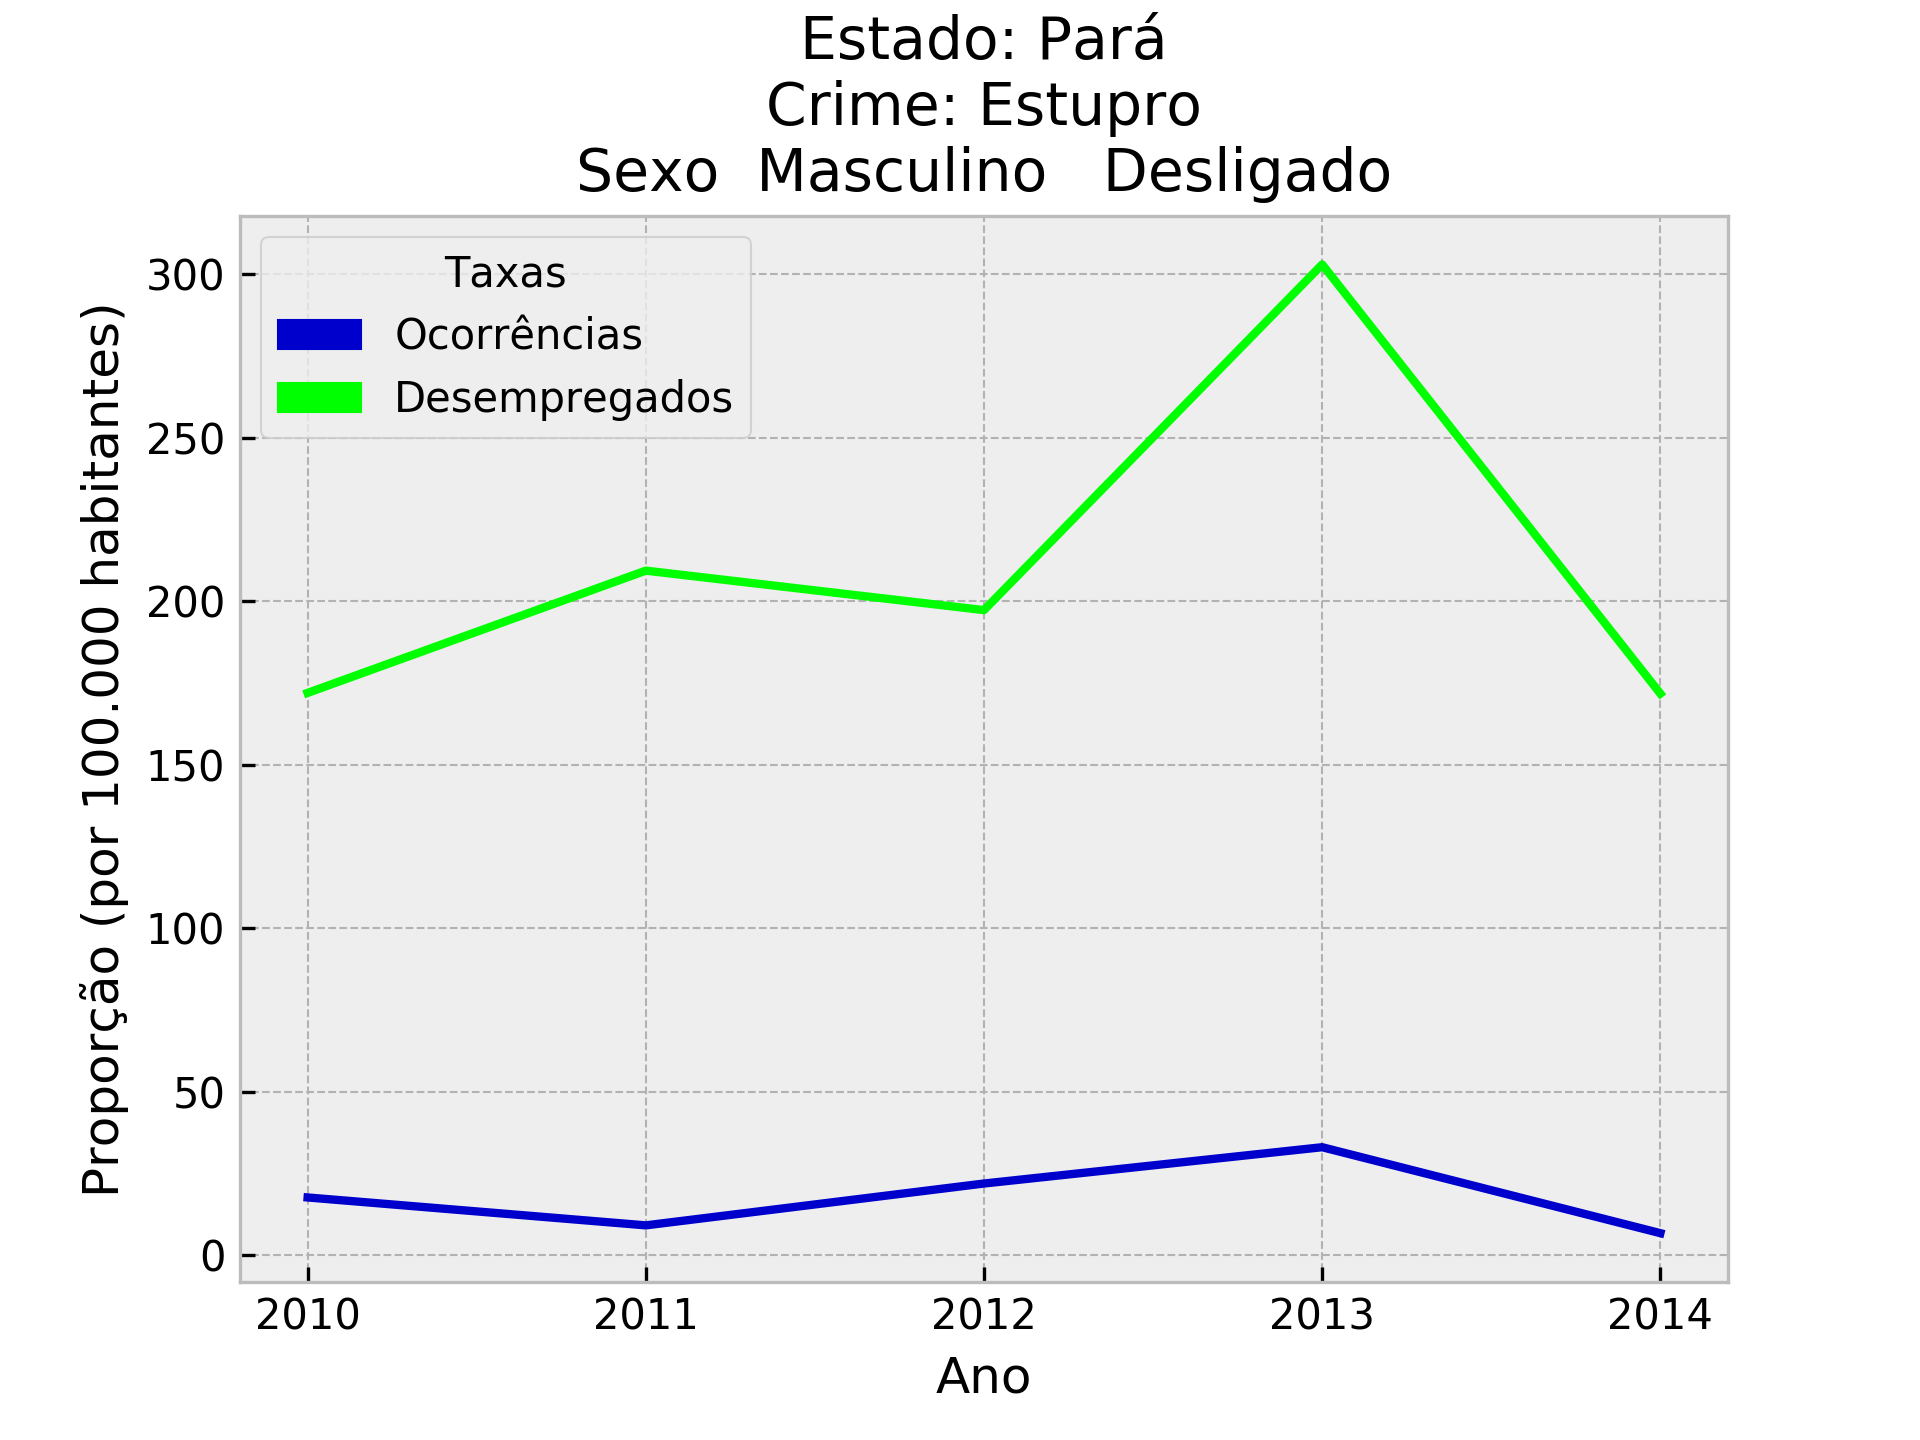 Estado: Pará
Crime: Estupro
Sexo  Masculino   Desligado
Proporção (por 100.000 habitantes)
300
250
200
150
100
50
0
Taxas
Ocorrências
Desempregados
2010 2011 2012 2013 2014
Ano